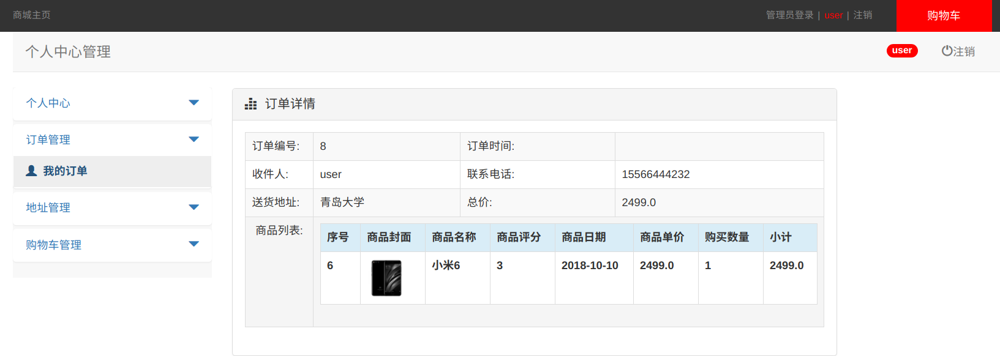 商城主页 管理员登录 | user | 注销 购物车
个人中心管理 user 注销
个人中心
订单管理
我的订单
地址管理
购物车管理
订单详情
订单编号: 8 订单时间:
收件人: user 联系电话: 15566444232
送货地址: 青岛大学 总价: 2499.0
商品列表:
序号 商品封面 商品名称 商品评分 商品日期 商品单价 购买数量 小计
6 小米6 3 2018-10-10 2499.0 1 2499.0